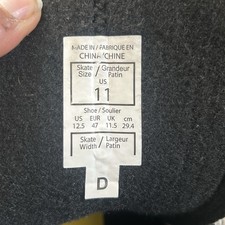 MADE IN / FABRIQUE EN
CHINA/CHINE
Skate / Grandeur
Size / Patin
US
11
Shoe / Soulier
US EUR UK cm
12.5 47 11.5 29.4
Skate / Largeur
Width / Patin
D